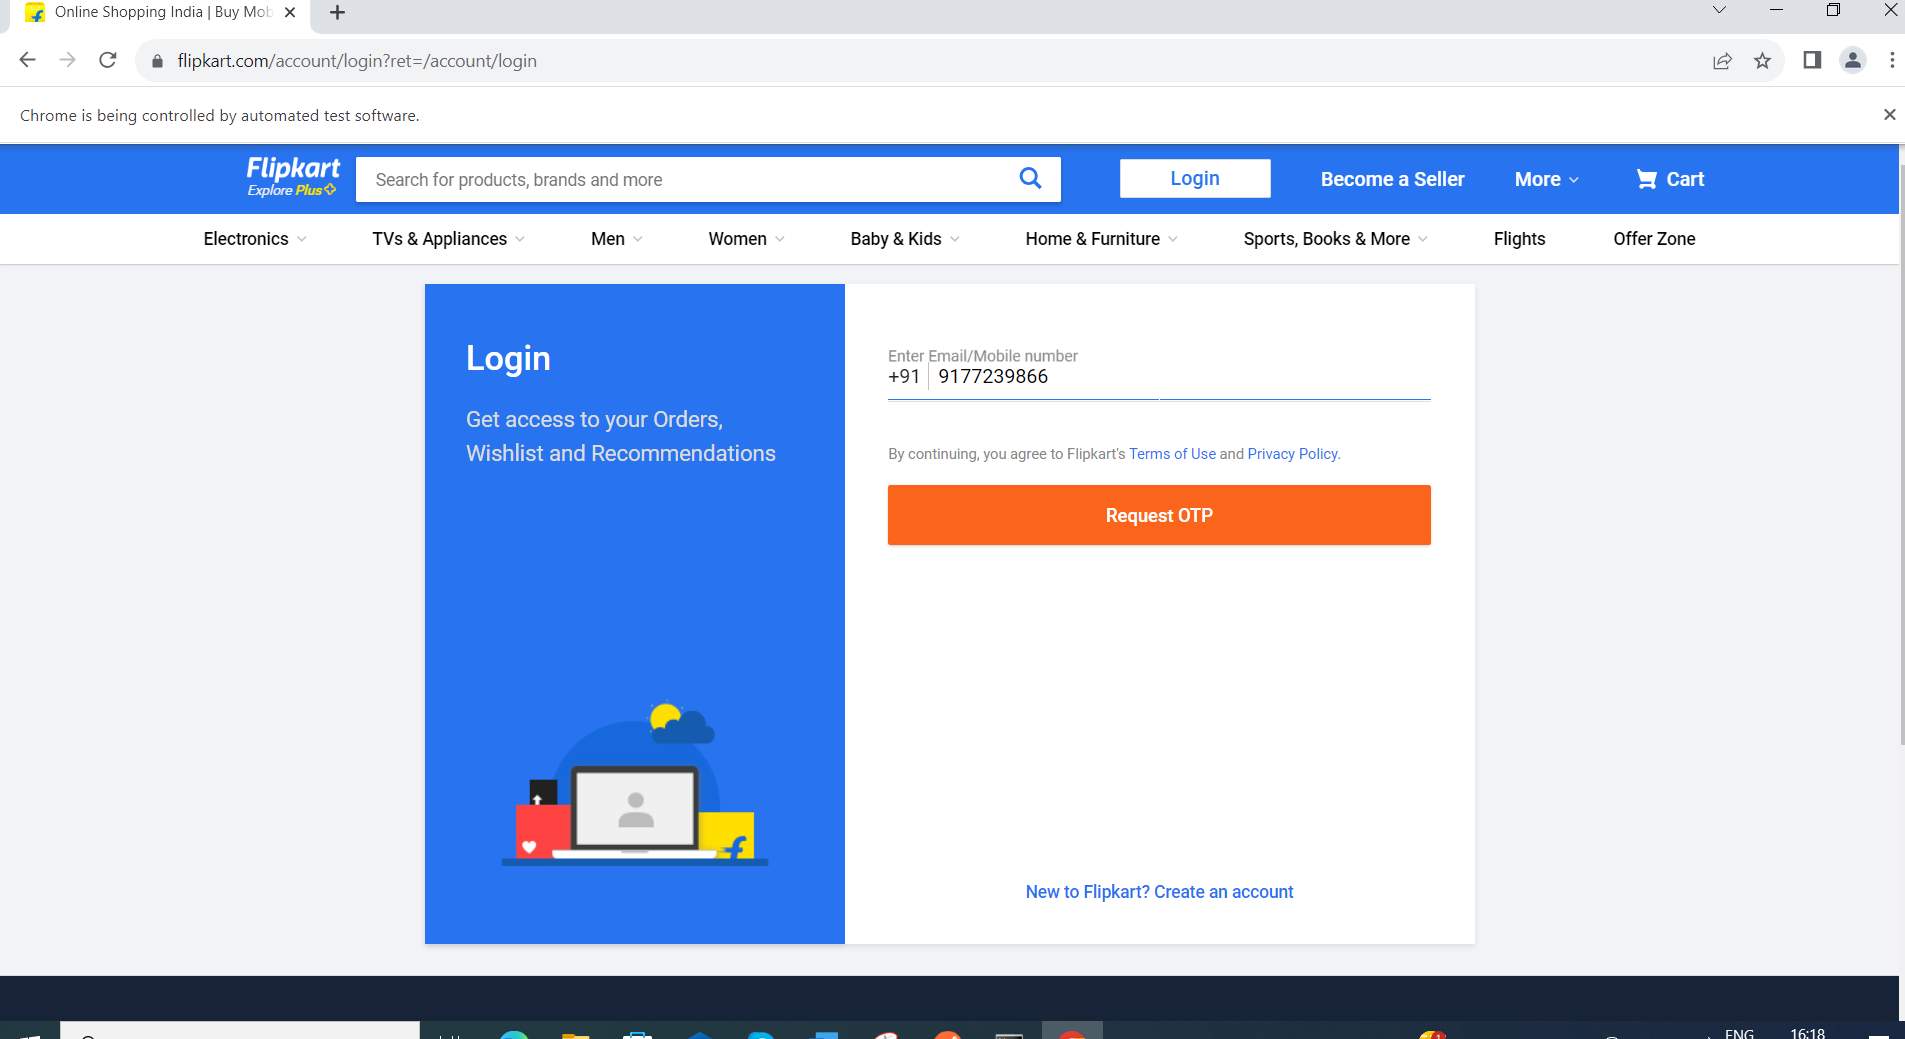 Online Shopping India | Buy Mob
flipkart.com/account/login?ret=/account/login
Chrome is being controlled by automated test software.
Flipkart
Explore Plus
Search for products, brands and more
Login
Become a Seller
More
Cart
Electronics
TVs & Appliances
Men
Women
Baby & Kids
Home & Furniture
Sports, Books & More
Flights
Offer Zone
Login
Get access to your Orders,
Wishlist and Recommendations
Enter Email/Mobile number
+91 9177239866
By continuing, you agree to Flipkart's Terms of Use and Privacy Policy.
Request OTP
New to Flipkart? Create an account
ENG
16:18